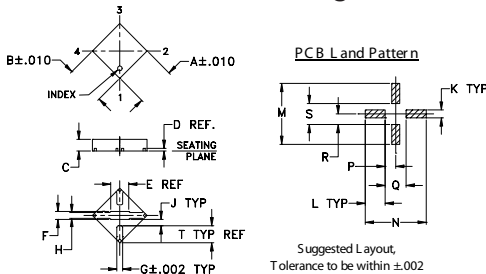 3
4
2
B±.010
A±.010
INDEX
1
D REF.
SEATING
PLANE
C
E REF
J TYP
F
T TYP REF
H
G±.002 TYP
PCB Land Pattern
K TYP
M
S
R
P
Q
L TYP
N
Suggested Layout,
Tolerance to be within ±.002